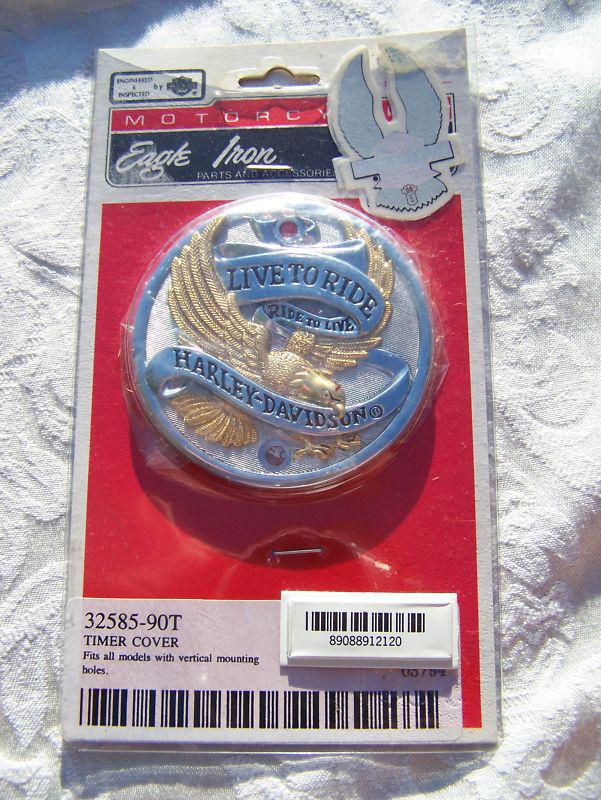 ENGINEERED
& by
INSPECTED
MOTORCY
Eagle Iron
PARTS AND ACCESSORIE
LIVE TO RIDE
RIDE TO LIVE
HARLEY-DAVIDSON®
32585-90T
TIMER COVER
Fits all models with vertical mounting
holes.
89088912120